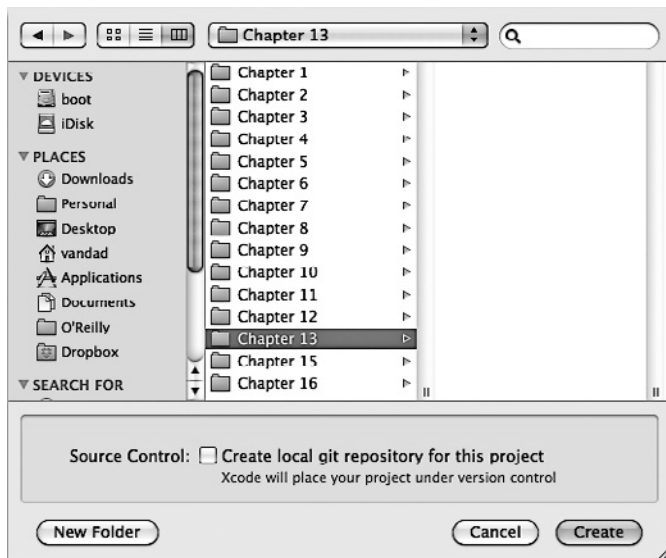 Chapter 13
DEVICES
boot
iDisk
PLACES
Downloads
Personal
Desktop
vandad
Applications
Documents
O'Reilly
Dropbox
SEARCH FOR
Chapter 1
Chapter 2
Chapter 3
Chapter 4
Chapter 5
Chapter 6
Chapter 7
Chapter 8
Chapter 9
Chapter 10
Chapter 11
Chapter 12
Chapter 13
Chapter 15
Chapter 16
Source Control: Create local git repository for this project
Xcode will place your project under version control
New Folder
Cancel
Create